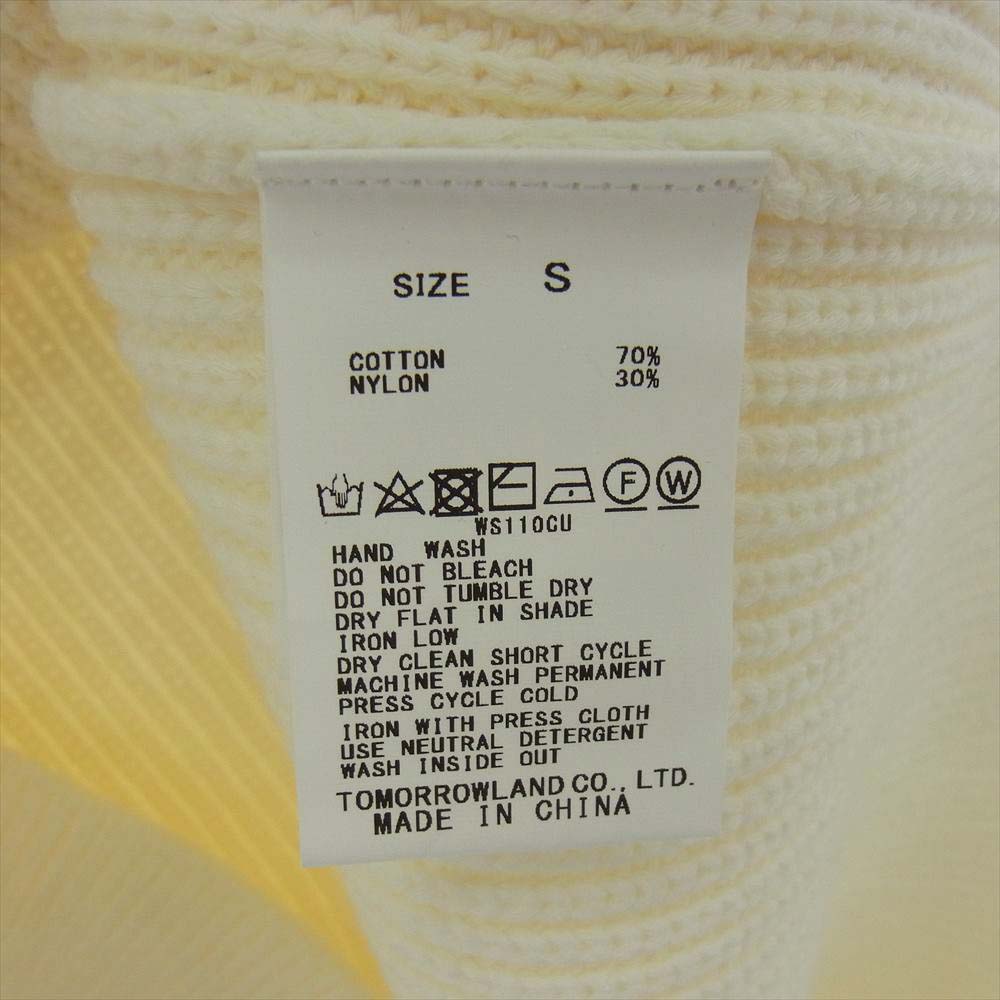 SIZE S
COTTON 70%
NYLON 30%
F W
WS110CU
HAND WASH
DO NOT BLEACH
DO NOT TUMBLE DRY
DRY FLAT IN SHADE
IRON LOW
DRY CLEAN SHORT CYCLE
MACHINE WASH PERMANENT
PRESS CYCLE COLD
IRON WITH PRESS CLOTH
USE NEUTRAL DETERGENT
WASH INSIDE OUT
TOMORROWLAND CO., LTD.
MADE IN CHINA